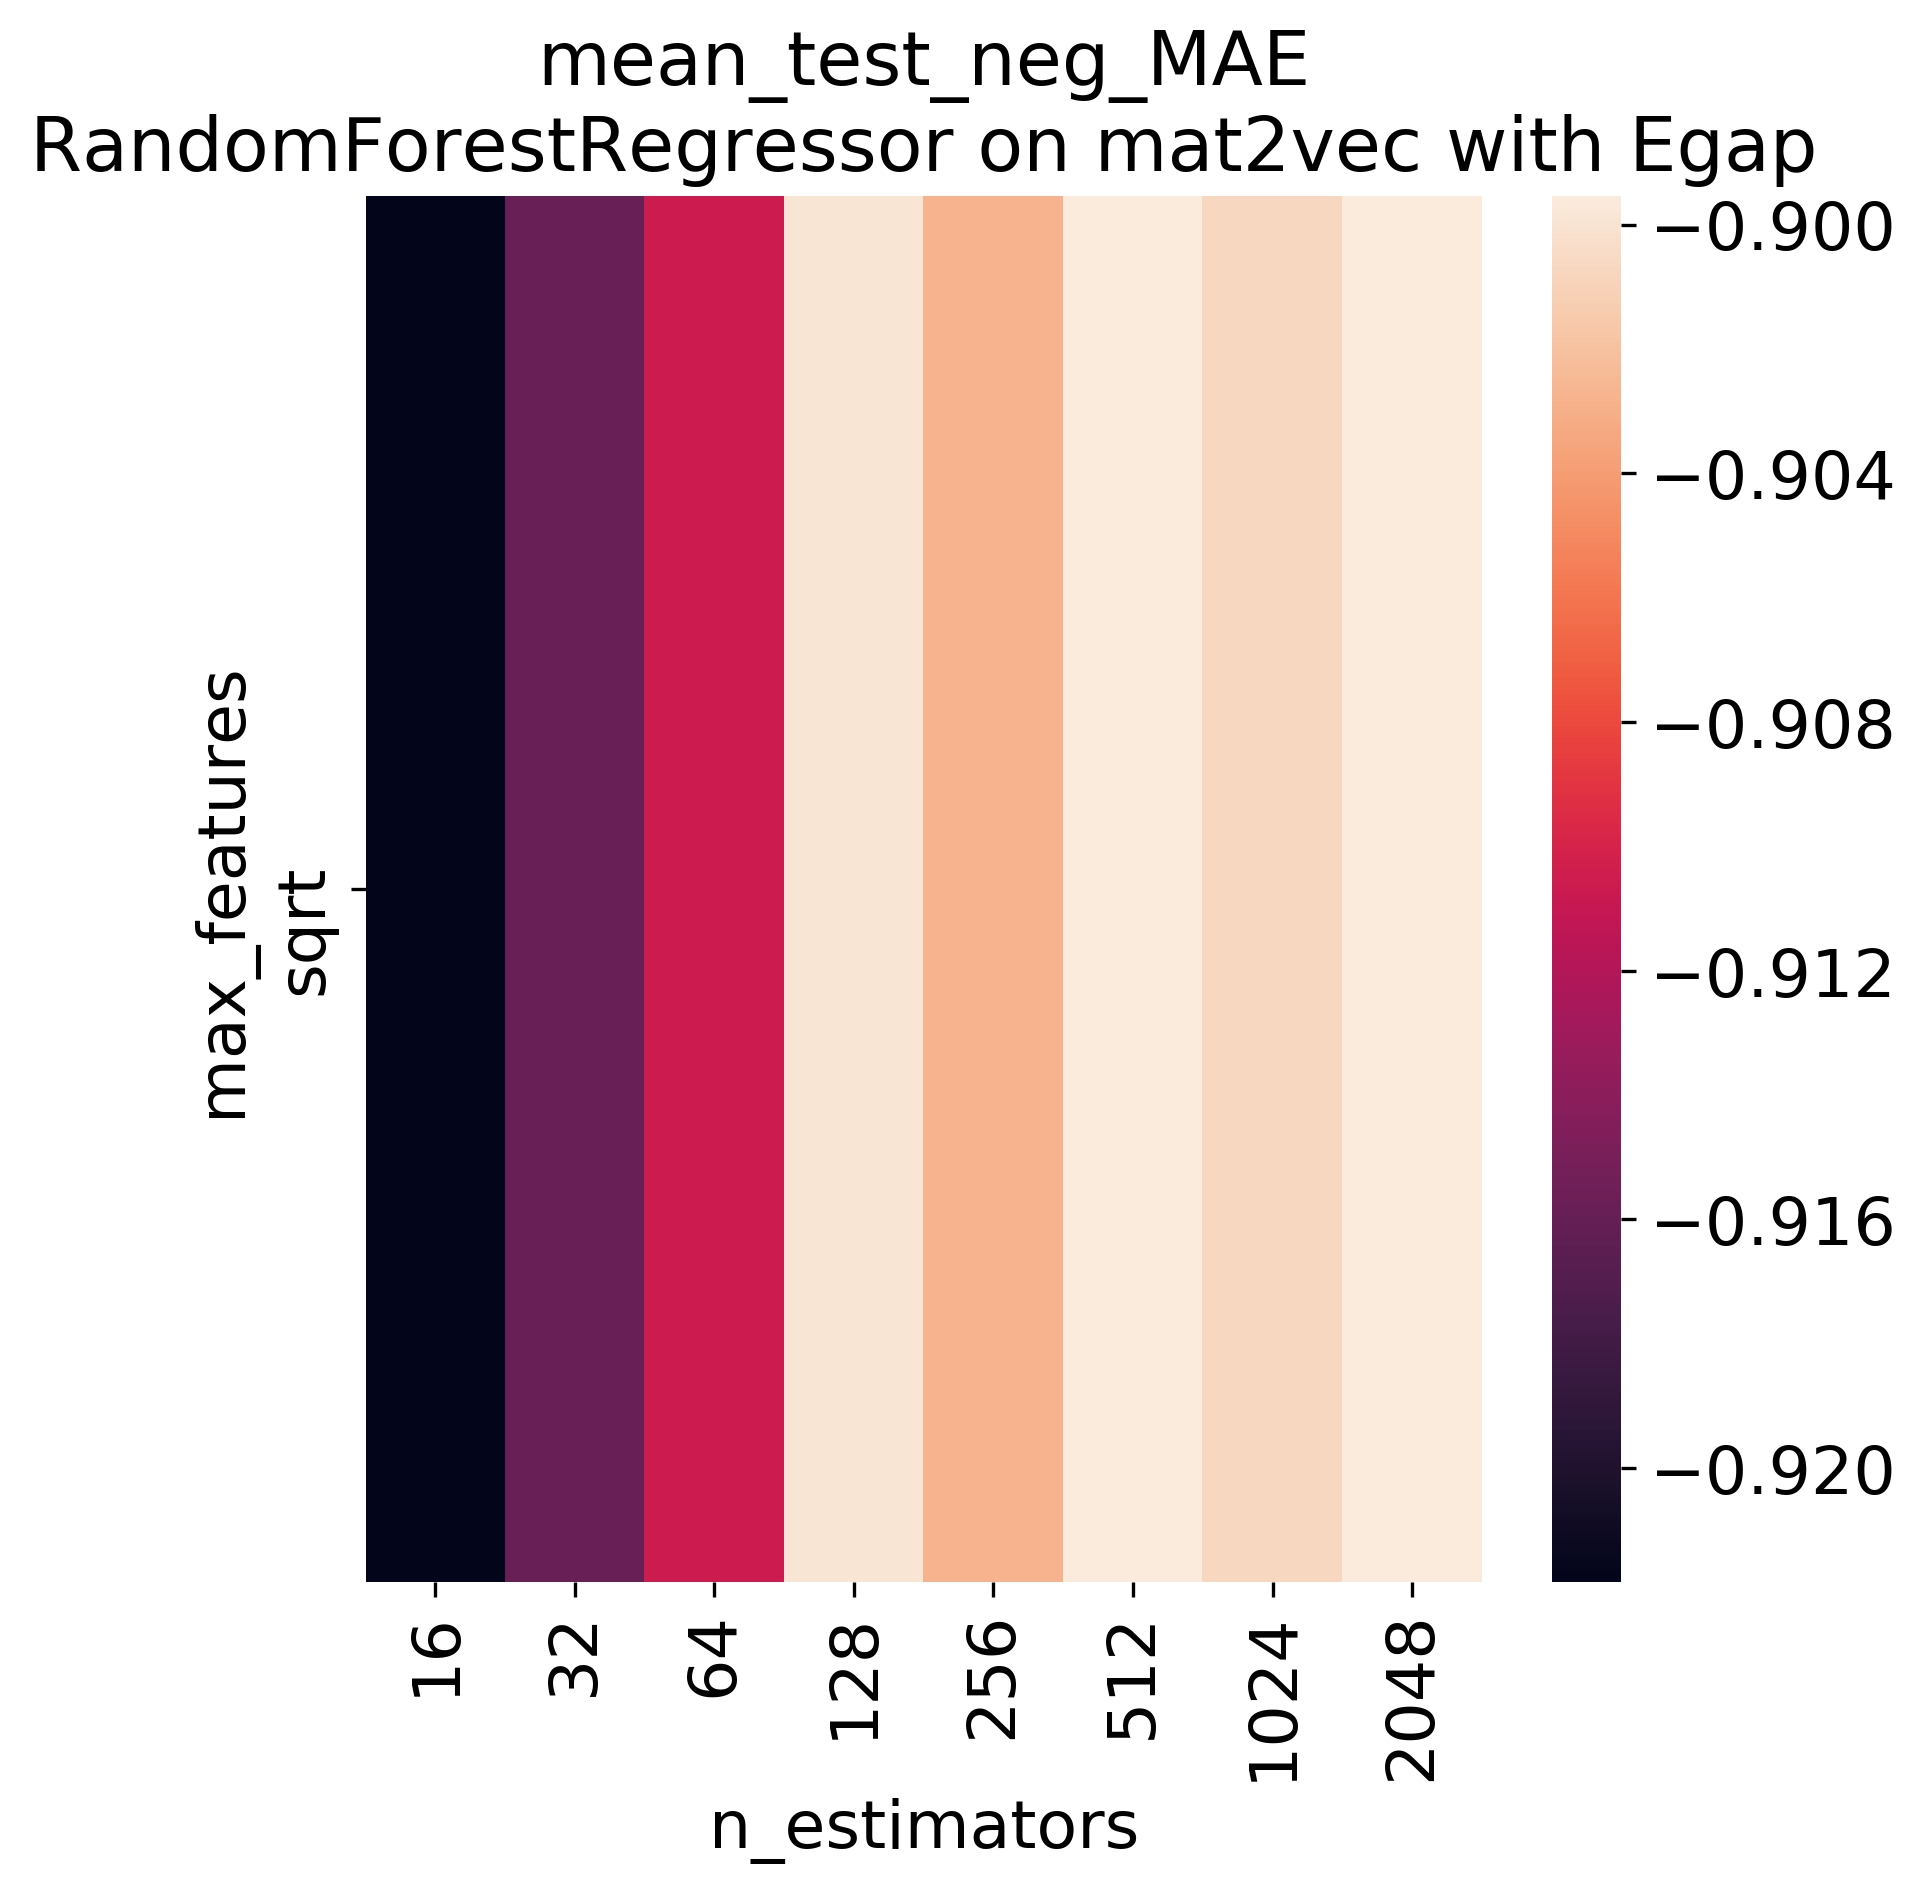 mean_test_neg_MAE
RandomForestRegressor on mat2vec with Egap
max_features
sqrt
16
32
64
128
256
512
1024
2048
n_estimators
−0.900
−0.904
−0.908
−0.912
−0.916
−0.920